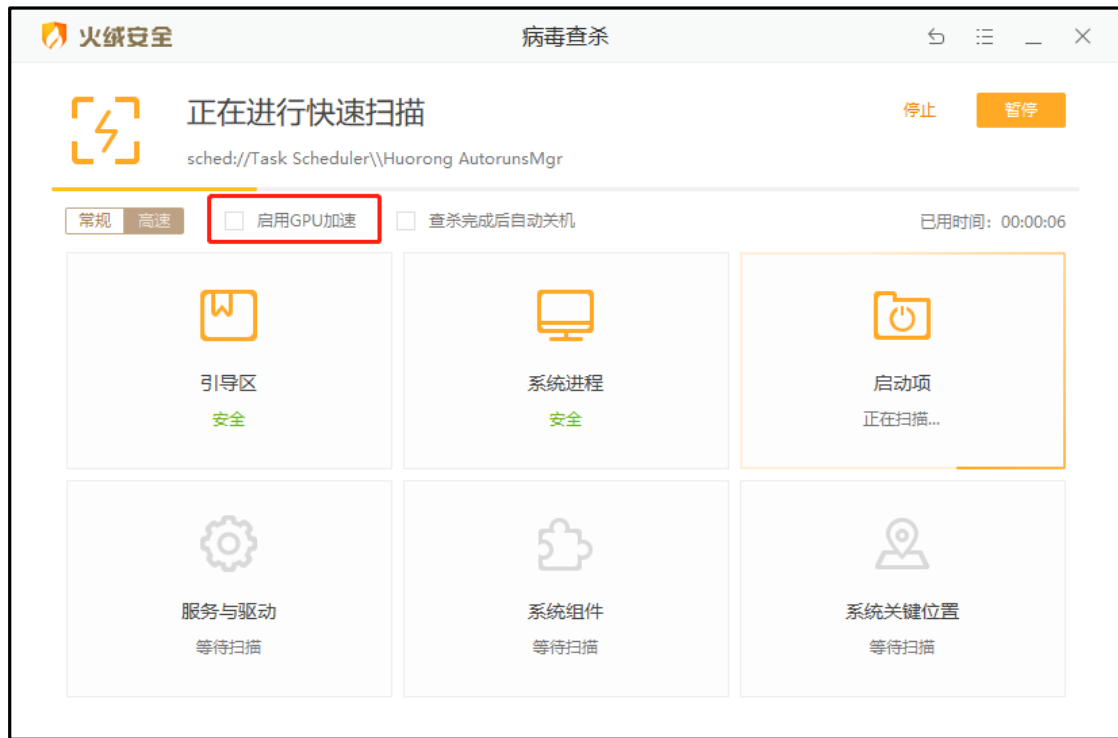 火绒安全
病毒查杀
正在进行快速扫描
停止
暂停
sched://Task Scheduler\\Huorong AutorunsMgr
常规 高速 启用GPU加速 查杀完成后自动关机 已用时间：00:00:06
引导区 系统进程 启动项
安全 安全 正在扫描...
服务与驱动 系统组件 系统关键位置
等待扫描 等待扫描 等待扫描